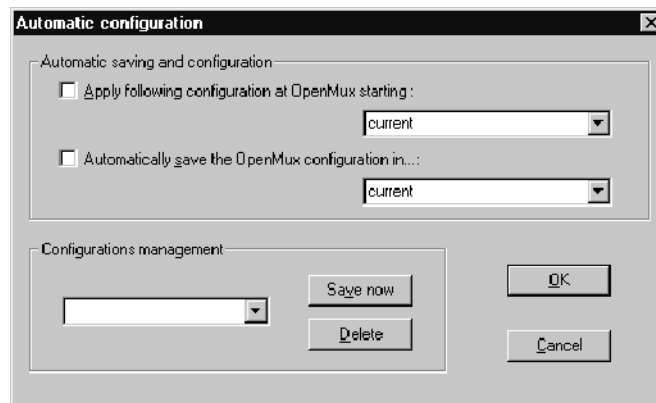 Automatic configuration
Automatic saving and configuration
Apply following configuration at OpenMux starting :
current
Automatically save the OpenMux configuration in...:
current
Configurations management
Save now
Delete
OK
Cancel